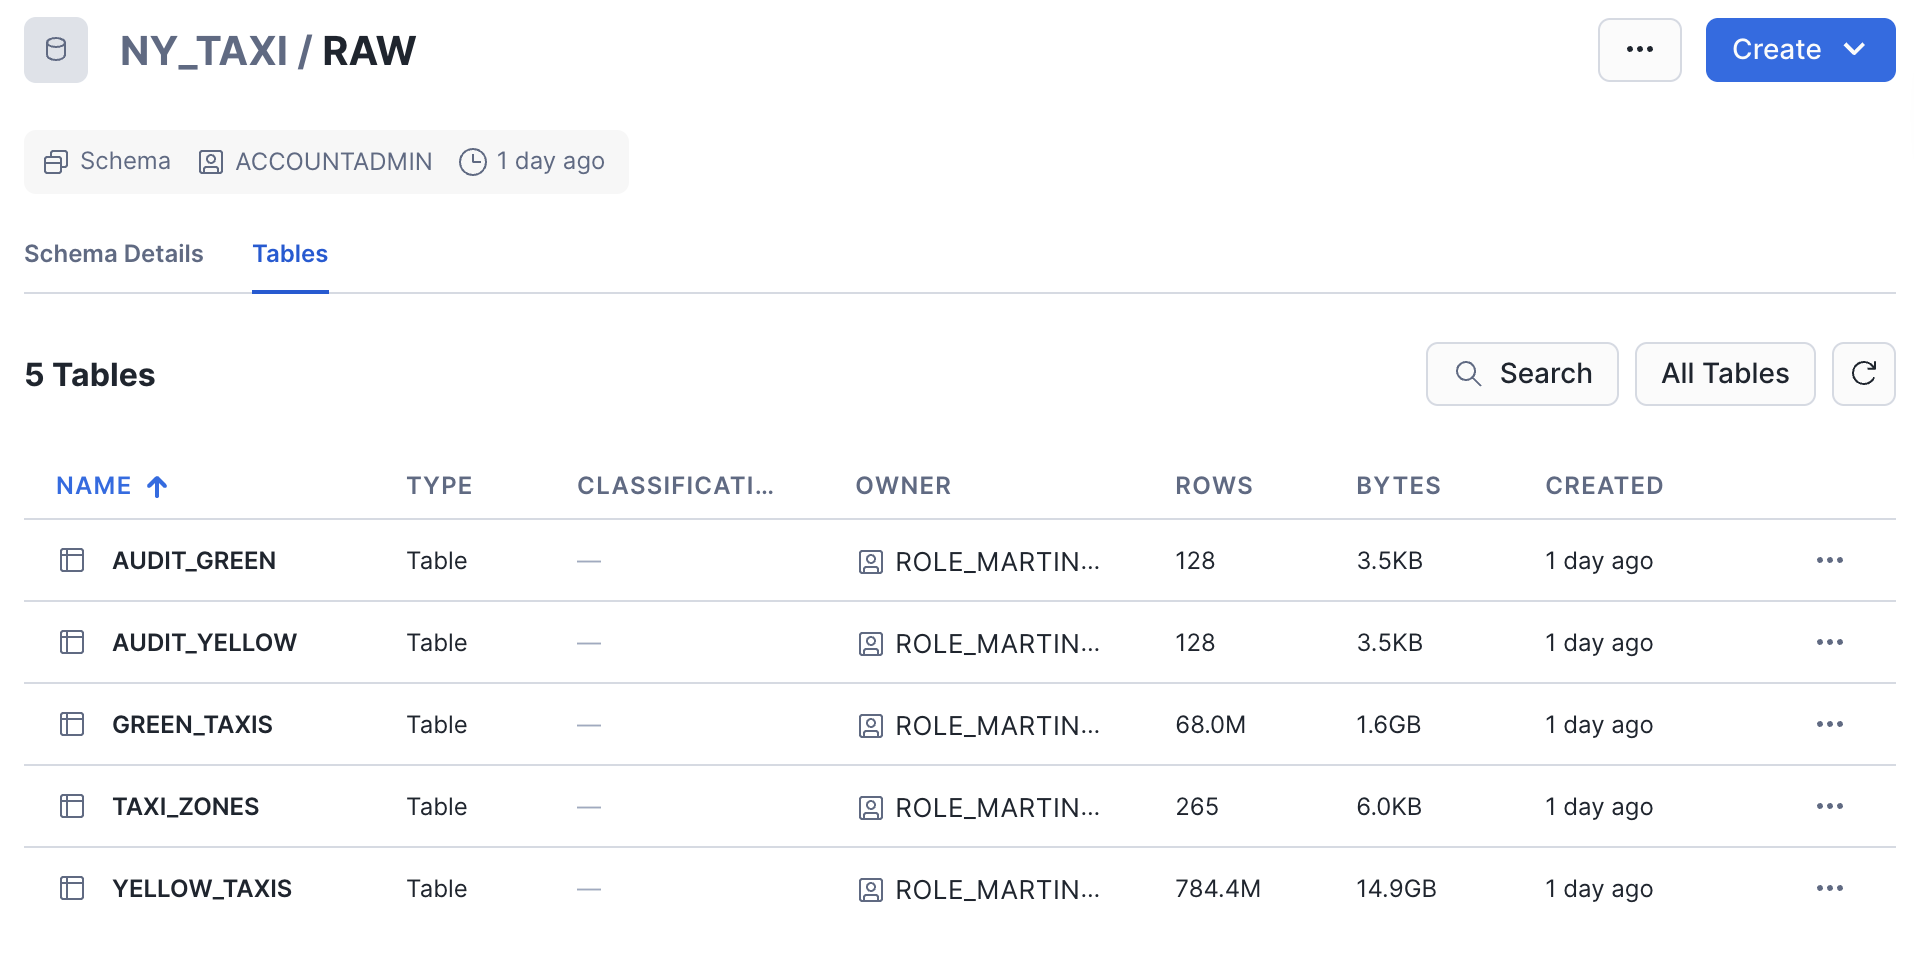 NY_TAXI / RAW
... Create
Schema ACCOUNTADMIN 1 day ago
Schema Details Tables
5 Tables
Search All Tables
NAME TYPE CLASSIFICATI... OWNER ROWS BYTES CREATED
AUDIT_GREEN Table — ROLE_MARTIN... 128 3.5KB 1 day ago ...
AUDIT_YELLOW Table — ROLE_MARTIN... 128 3.5KB 1 day ago ...
GREEN_TAXIS Table — ROLE_MARTIN... 68.0M 1.6GB 1 day ago ...
TAXI_ZONES Table — ROLE_MARTIN... 265 6.0KB 1 day ago ...
YELLOW_TAXIS Table — ROLE_MARTIN... 784.4M 14.9GB 1 day ago ...